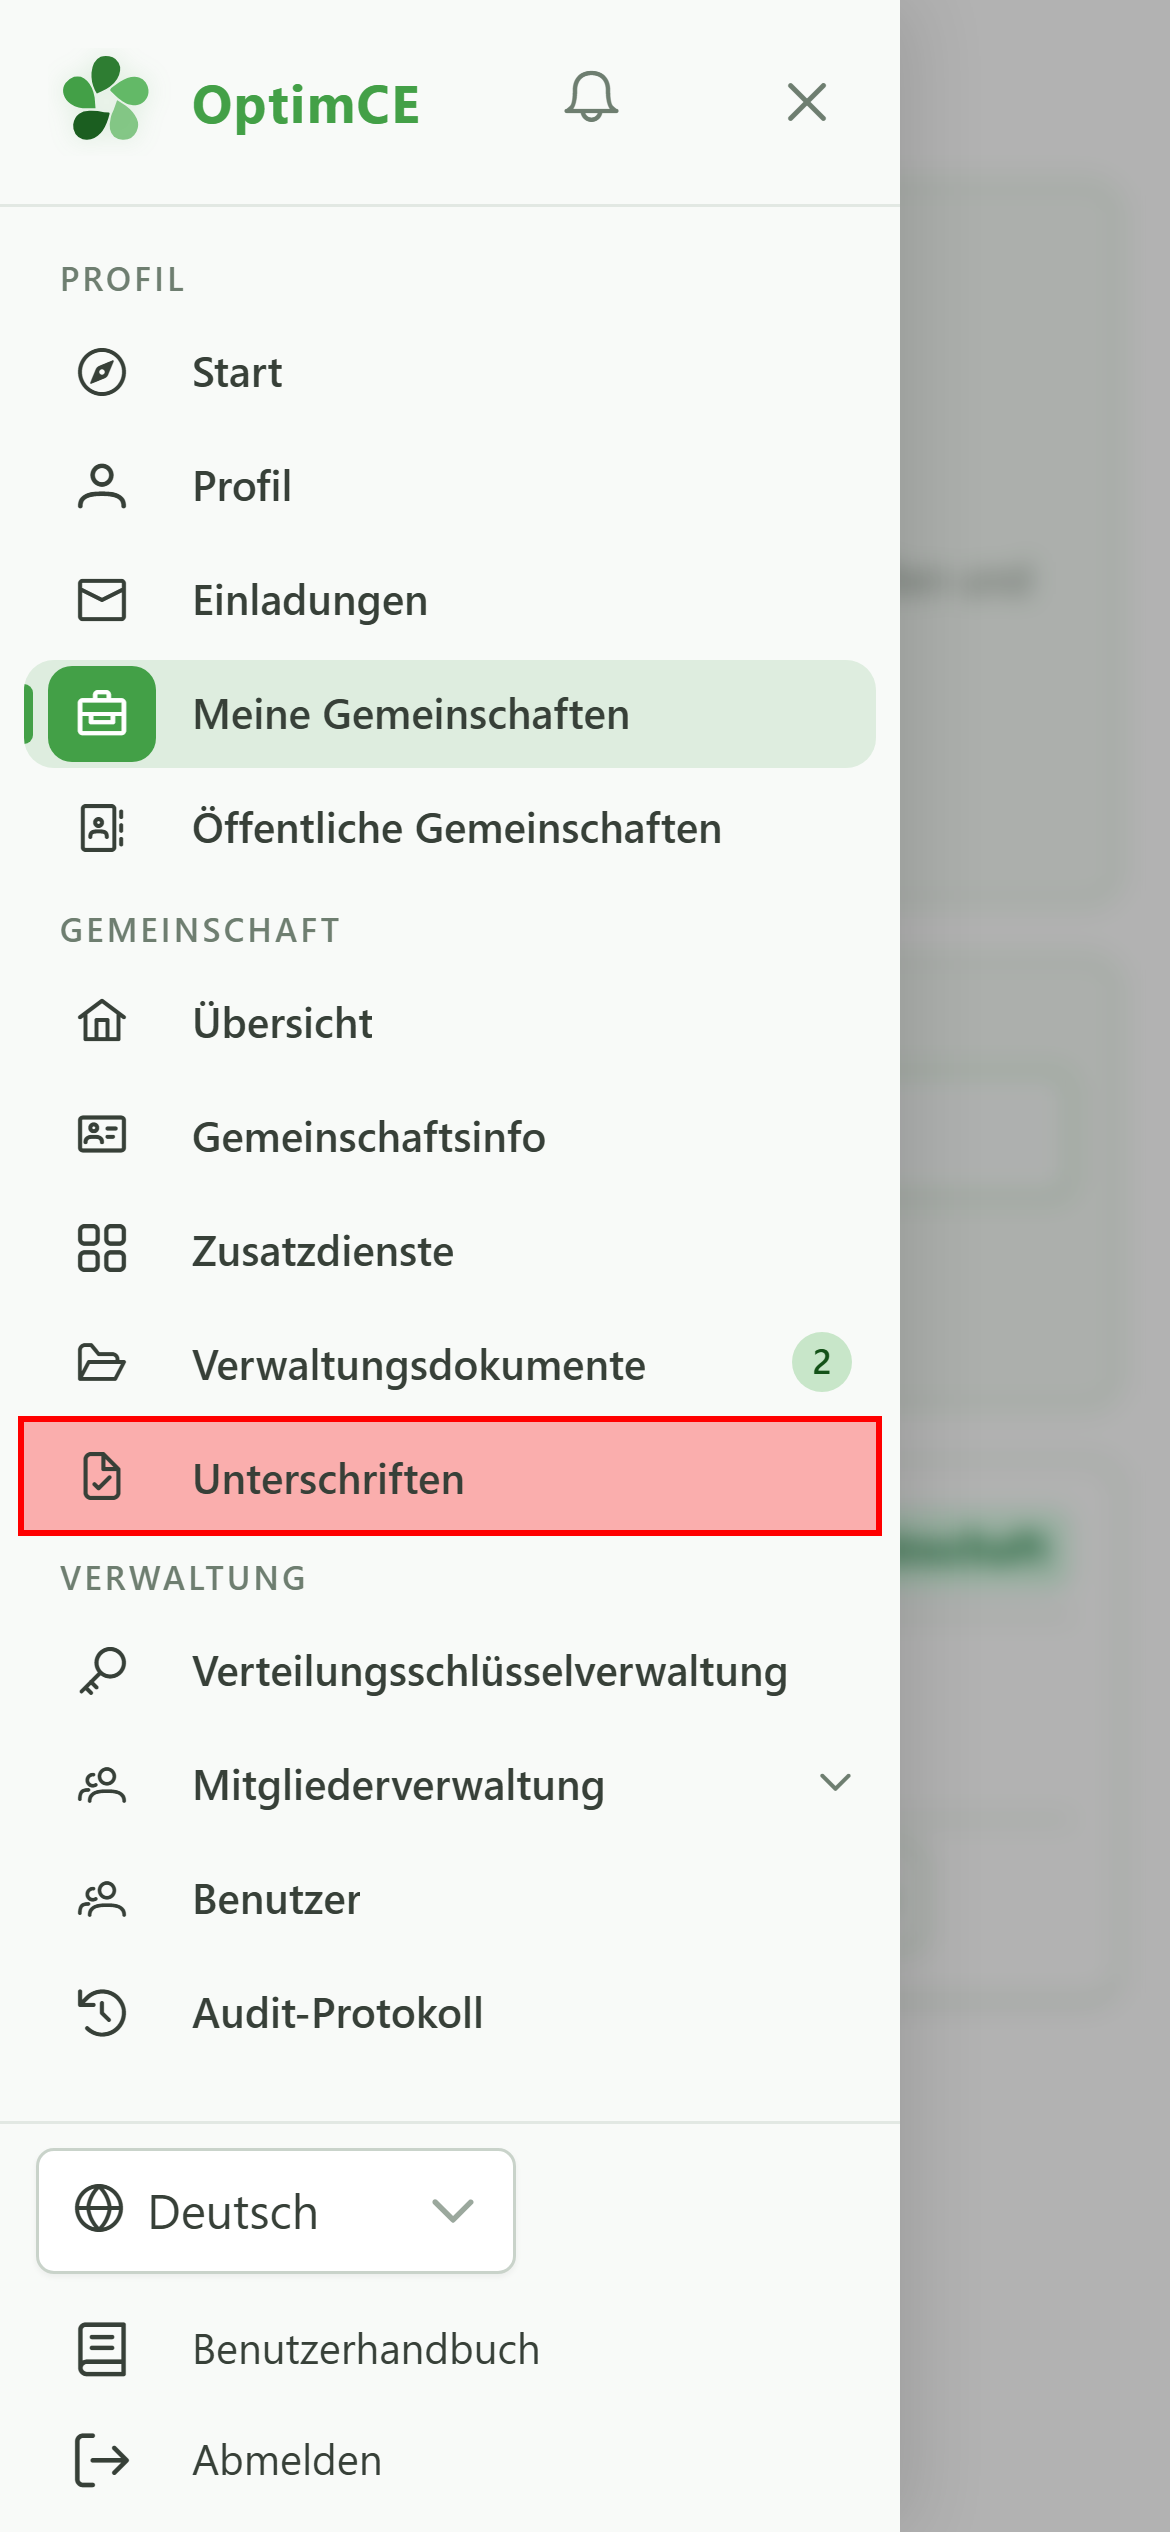 OptimCE
PROFIL
Start
Profil
Einladungen
Meine Gemeinschaften
Öffentliche Gemeinschaften
GEMEINSCHAFT
Übersicht
Gemeinschaftsinfo
Zusatzdienste
Verwaltungsdokumente 2
Unterschriften
VERWALTUNG
Verteilungsschlüsselverwaltung
Mitgliederverwaltung
Benutzer
Audit-Protokoll
Deutsch
Benutzerhandbuch
Abmelden